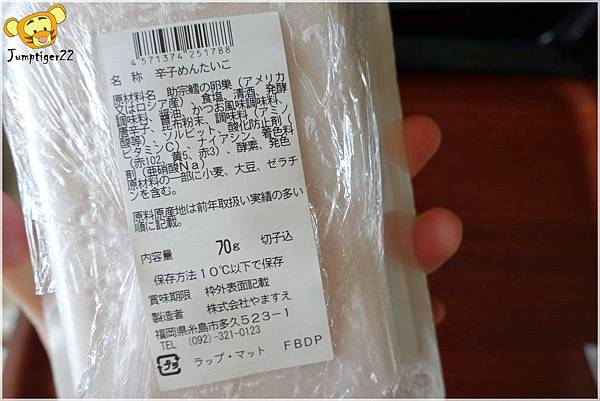 Jumptiger22
4571374 251788
名 称 辛子めんたいこ
原材料名 助宗鱈の卵巣(アメリカ
又はロシア産)、食塩、清酒、発酵
調味料、醤油、かつお風味調味料、
唐辛子、昆布粉末、調味料(アミノ
酸等)、ソルビット、酸化防止剤(
ビタミンC)、ナイアシン、着色料
(赤102、黄5、赤3)、酵素、発色
剤(亜硝酸Na)
原材料の一部に小麦、大豆、ゼラチ
ンを含む。
原料原産地は前年取扱い実績の多い
順に記載。
内容量 70g 切子込
保存方法 10℃以下で保存
賞味期限 枠外表面記載
製造者 株式会社やますえ
福岡県糸島市多久523-1
TEL (092)-321-0123
プラ ラップ・マット FBDP